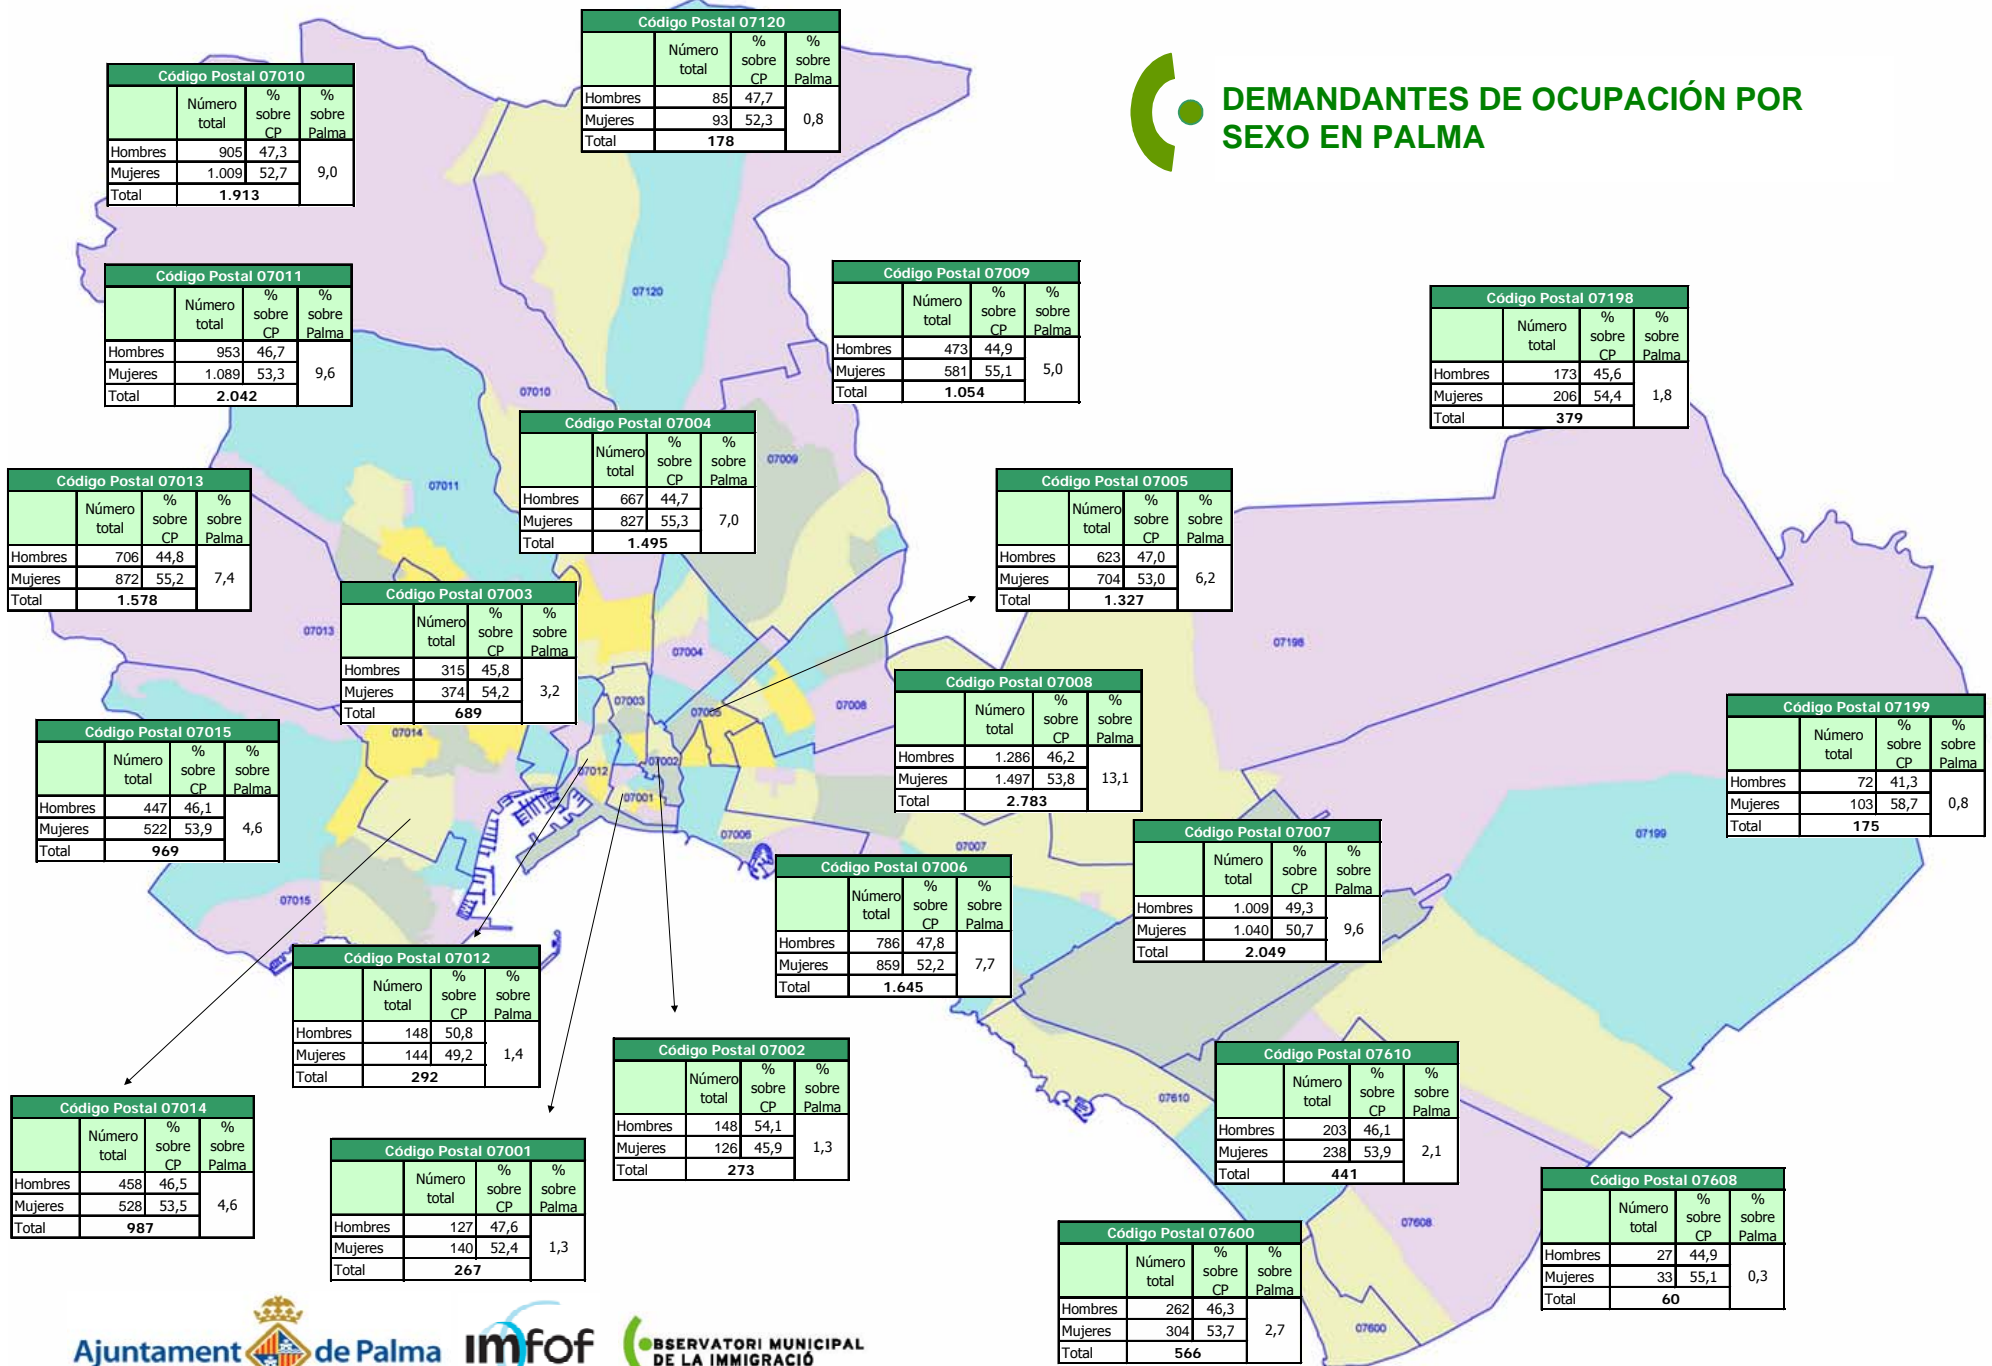 DEMANDANTES DE OCUPACIÓN POR
SEXO EN PALMA
Código Postal 07120
Número total % sobre CP % sobre Palma
Hombres 85 47,7
Mujeres 93 52,3 0,8
Total 178
Código Postal 07010
Número total % sobre CP % sobre Palma
Hombres 905 47,3
Mujeres 1.009 52,7 9,0
Total 1.913
Código Postal 07011
Número total % sobre CP % sobre Palma
Hombres 953 46,7
Mujeres 1.089 53,3 9,6
Total 2.042
Código Postal 07009
Número total % sobre CP % sobre Palma
Hombres 473 44,9
Mujeres 581 55,1 5,0
Total 1.054
Código Postal 07198
Número total % sobre CP % sobre Palma
Hombres 173 45,6
Mujeres 206 54,4 1,8
Total 379
Código Postal 07004
Número total % sobre CP % sobre Palma
Hombres 667 44,7
Mujeres 827 55,3 7,0
Total 1.495
Código Postal 07013
Número total % sobre CP % sobre Palma
Hombres 706 44,8
Mujeres 872 55,2 7,4
Total 1.578
Código Postal 07005
Número total % sobre CP % sobre Palma
Hombres 623 47,0
Mujeres 704 53,0 6,2
Total 1.327
Código Postal 07003
Número total % sobre CP % sobre Palma
Hombres 315 45,8
Mujeres 374 54,2 3,2
Total 689
Código Postal 07008
Número total % sobre CP % sobre Palma
Hombres 1.286 46,2
Mujeres 1.497 53,8 13,1
Total 2.783
Código Postal 07199
Número total % sobre CP % sobre Palma
Hombres 72 41,3
Mujeres 103 58,7 0,8
Total 175
Código Postal 07015
Número total % sobre CP % sobre Palma
Hombres 447 46,1
Mujeres 522 53,9 4,6
Total 969
Código Postal 07007
Número total % sobre CP % sobre Palma
Hombres 1.009 49,3
Mujeres 1.040 50,7 9,6
Total 2.049
Código Postal 07006
Número total % sobre CP % sobre Palma
Hombres 786 47,8
Mujeres 859 52,2 7,7
Total 1.645
Código Postal 07012
Número total % sobre CP % sobre Palma
Hombres 148 50,8
Mujeres 144 49,2 1,4
Total 292
Código Postal 07002
Número total % sobre CP % sobre Palma
Hombres 148 54,1
Mujeres 126 45,9 1,3
Total 273
Código Postal 07610
Número total % sobre CP % sobre Palma
Hombres 203 46,1
Mujeres 238 53,9 2,1
Total 441
Código Postal 07014
Número total % sobre CP % sobre Palma
Hombres 458 46,5
Mujeres 528 53,5 4,6
Total 987
Código Postal 07001
Número total % sobre CP % sobre Palma
Hombres 127 47,6
Mujeres 140 52,4 1,3
Total 267
Código Postal 07608
Número total % sobre CP % sobre Palma
Hombres 27 44,9
Mujeres 33 55,1 0,3
Total 60
Código Postal 07600
Número total % sobre CP % sobre Palma
Hombres 262 46,3
Mujeres 304 53,7 2,7
Total 566
07120
07010
07009
07011
07013
07004
07198
07003
07005
07008
07014
07002
07012
07001
07006
07007
07199
07015
07610
07608
07600
Ajuntament de Palma
imfof
OBSERVATORI MUNICIPAL
DE LA IMMIGRACIÓ